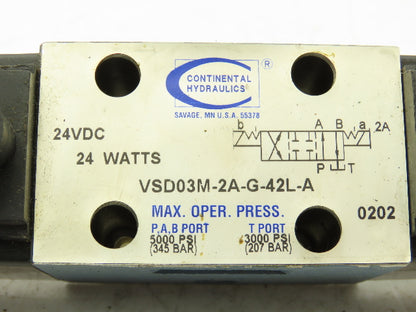 CONTINENTAL
HYDRAULICS
SAVAGE, MN U.S.A. 55378
24VDC
24 WATTS
b A B a 2A
P T
VSD03M-2A-G-42L-A
MAX. OPER. PRESS.
0202
P,A,B PORT T PORT
5000 PSI 3000 PSI
(345 BAR) (207 BAR)